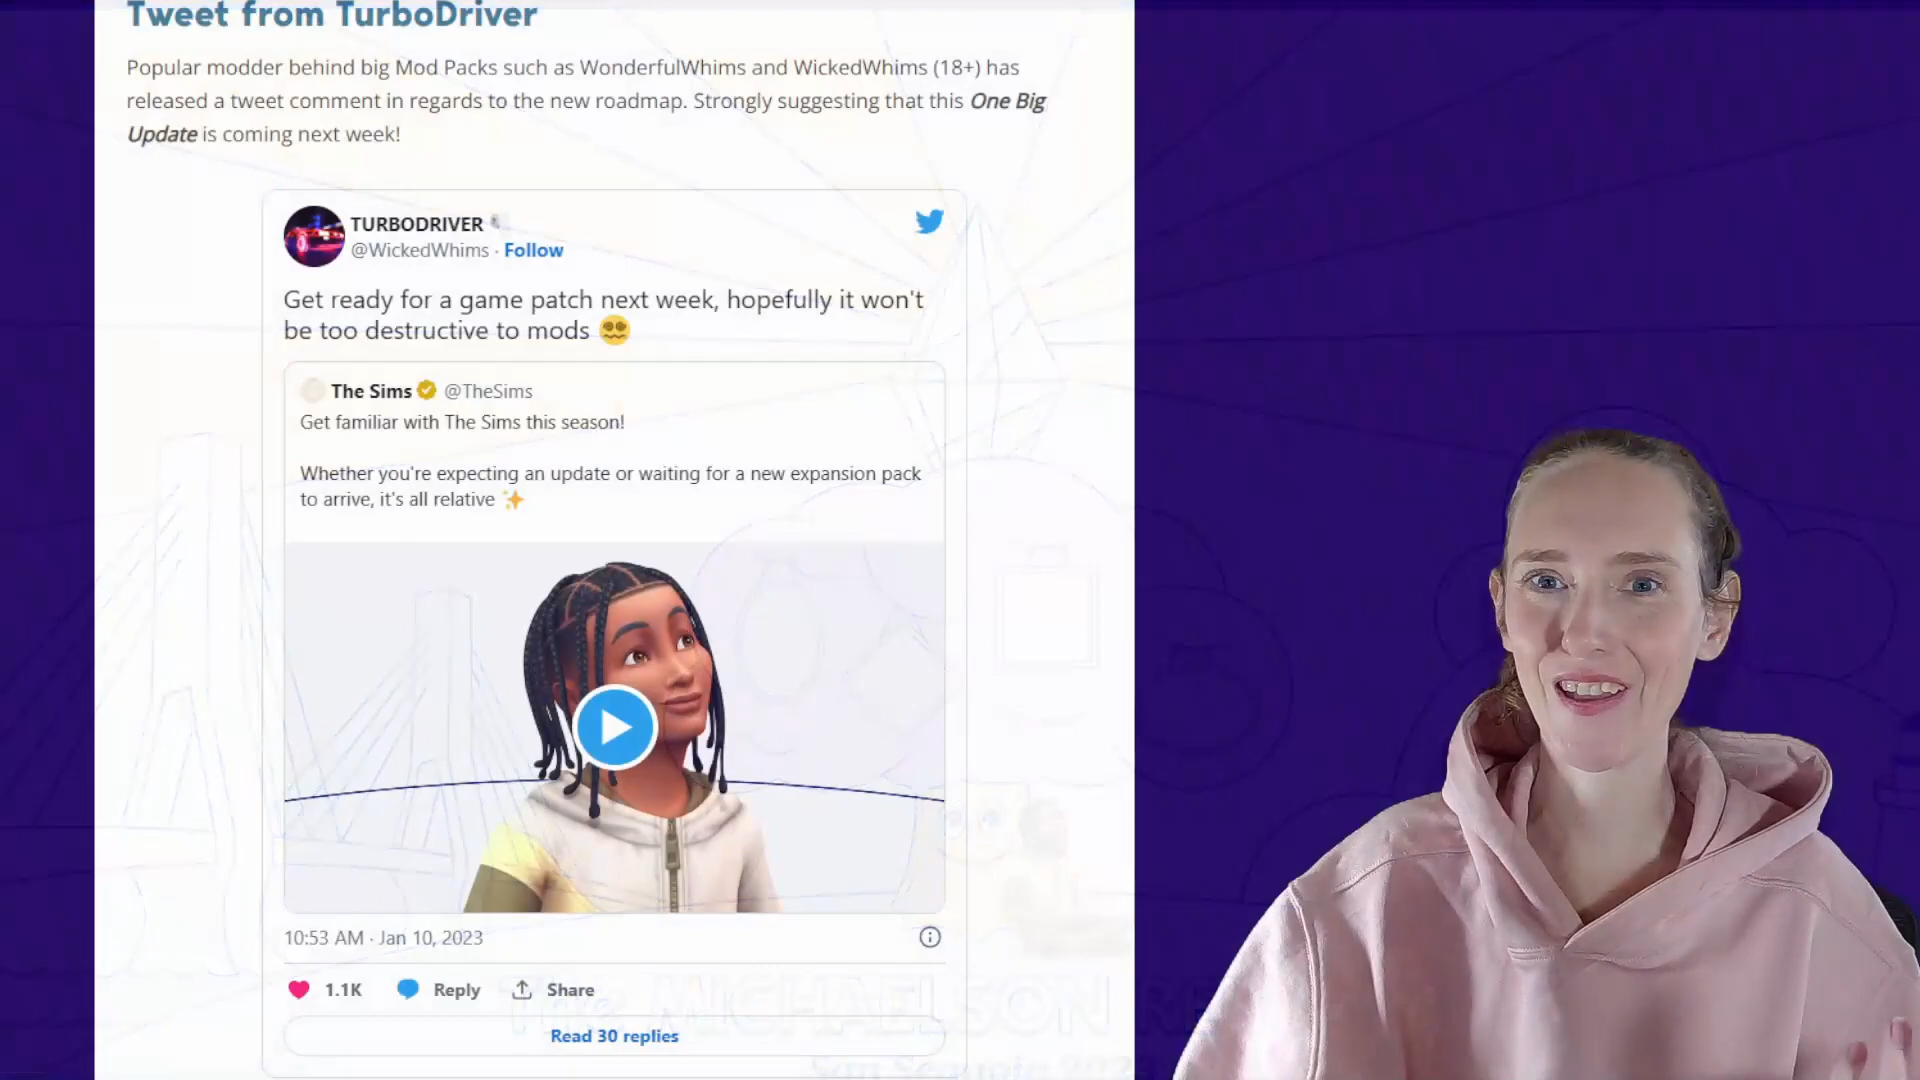 Tweet from TurboDriver
Popular modder behind big Mod Packs such as WonderfulWhims and WickedWhims (18+) has
released a tweet comment in regards to the new roadmap. Strongly suggesting that this One Big
Update is coming next week!
TURBODRIVER
@WickedWhims · Follow
Get ready for a game patch next week, hopefully it won't
be too destructive to mods 😵‍💫
The Sims @TheSims
Get familiar with The Sims this season!
Whether you're expecting an update or waiting for a new expansion pack
to arrive, it's all relative ✨
10:53 AM · Jan 10, 2023
1.1K Reply Share
The MICHAELSON
Read 30 replies
San Sequoia